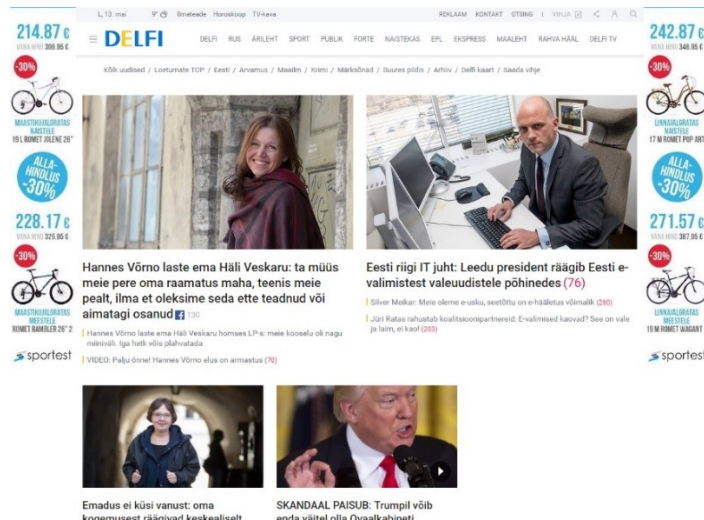 L, 13. mai
Ilmateade Horoskoop TV-kava
REKLAAM KONTAKT OTSING | VIHJA
DELFI
DELFI RUS ÄRILEHT SPORT PUBLIK FORTE NAISTEKAS EPL EKSPRESS MAALEHT RAHVA HÄÄL DELFI TV
Kõik uudised / Loetumate TOP / Eesti / Arvamus / Maailm / Krimi / Märksõnad / Suures pildis / Arhiiv / Delfi kaart / Saada vihje
214.87 €
VANA HIND 306.95 €
-30%
MAASTIKUJALGRATAS
NAISTELE
19 L ROMET JOLENE 26"
ALLA-
HINDLUS
-30%
228.17 €
VANA HIND 325.95 €
-30%
MAASTIKUJALGRATAS
MEESTELE
ROMET RAMBLER 26" 2
sportest
Hannes Võrno laste ema Häli Veskaru: ta müüs
meie pere oma raamatus maha, teenis meie
pealt, ilma et oleksime seda ette teadnud või
aimatagi osanud 130
Hannes Võrno laste ema Häli Veskaru homses LP-s: meie kooselu oli nagu
miiniväli. Iga hetk võis plahvatada
VIDEO: Palju õnne! Hannes Võrno elus on armastus (70)
Eesti riigi IT juht: Leedu president räägib Eesti e-
valimistest valeuudistele põhinedes (76)
Silver Meikar: Meie oleme e-usku, seetõttu on e-hääletus võimalik (280)
Jüri Ratas rahustab koalitsioonipartnereid: E-valimised kaovad? See on vale
ja laim, ei kao! (203)
242.87 €
VANA HIND 346.95 €
-30%
LINNAJALGRATAS
NAISTELE
17 M ROMET POP ART
ALLA-
HINDLUS
-30%
271.57 €
VANA HIND 387.95 €
-30%
LINNAJALGRATAS
MEESTELE
19 M ROMET WAGANT
sportest
Emadus ei küsi vanust: oma
kogemusest räägivad keskealiselt
SKANDAAL PAISUB: Trumpil võib
enda väitel olla Ovaalkabineti